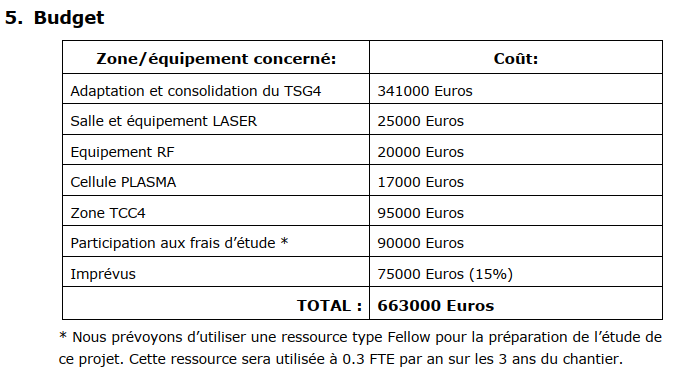 5. Budget
Zone/équipement concerné: Coût:
Adaptation et consolidation du TSG4 341000 Euros
Salle et équipement LASER 25000 Euros
Equipement RF 20000 Euros
Cellule PLASMA 17000 Euros
Zone TCC4 95000 Euros
Participation aux frais d’étude * 90000 Euros
Imprévus 75000 Euros (15%)
TOTAL : 663000 Euros
* Nous prévoyons d’utiliser une ressource type Fellow pour la préparation de l’étude de
ce projet. Cette ressource sera utilisée à 0.3 FTE par an sur les 3 ans du chantier.